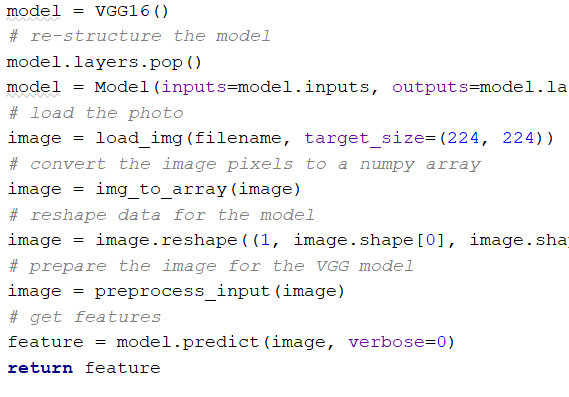 model = VGG16()
# re-structure the model
model.layers.pop()
model = Model(inputs=model.inputs, outputs=model.la
# load the photo
image = load_img(filename, target_size=(224, 224))
# convert the image pixels to a numpy array
image = img_to_array(image)
# reshape data for the model
image = image.reshape((1, image.shape[0], image.sha
# prepare the image for the VGG model
image = preprocess_input(image)
# get features
feature = model.predict(image, verbose=0)
return feature